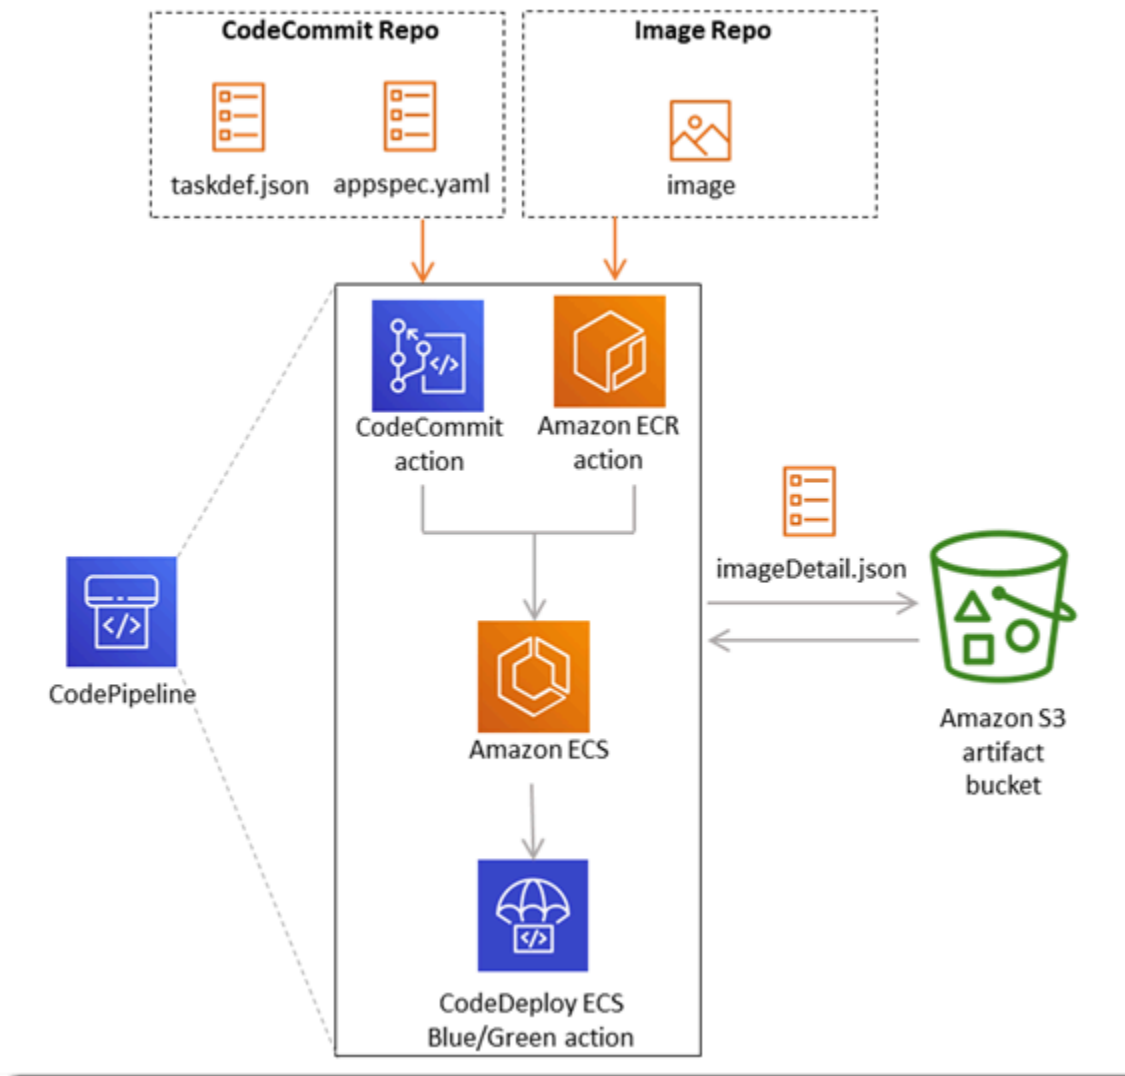 CodeCommit Repo
Image Repo
taskdef.json
appspec.yaml
image
CodeCommit
action
Amazon ECR
action
imageDetail.json
CodePipeline
Amazon ECS
Amazon S3
artifact
bucket
CodeDeploy ECS
Blue/Green action